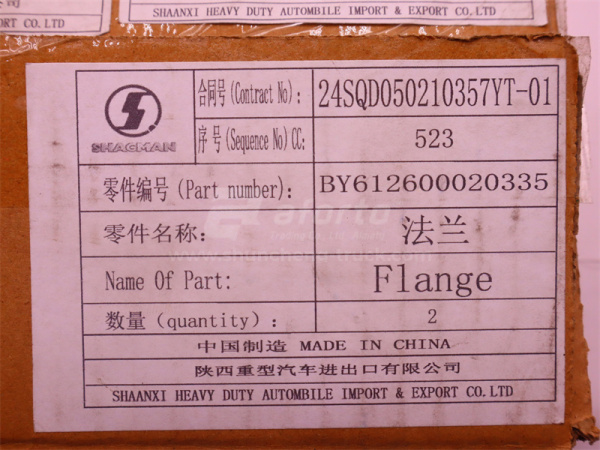 公司
& EXPORT CO.LTD
SHAANXI HEAVY DUTY AUTOMBILE IMPORT & EXPORT CO.LTD
SHACMAN
合同号(Contract No): 24SQD050210357YT-01
序号(Sequence No)CC: 523
零件编号(Part number): BY612600020335
零件名称: 法兰
Name Of Part: Flange
数量(quantity): 2
中国制造 MADE IN CHINA
陕西重型汽车进出口有限公司
SHAANXI HEAVY DUTY AUTOMBILE IMPORT & EXPORT CO.LTD